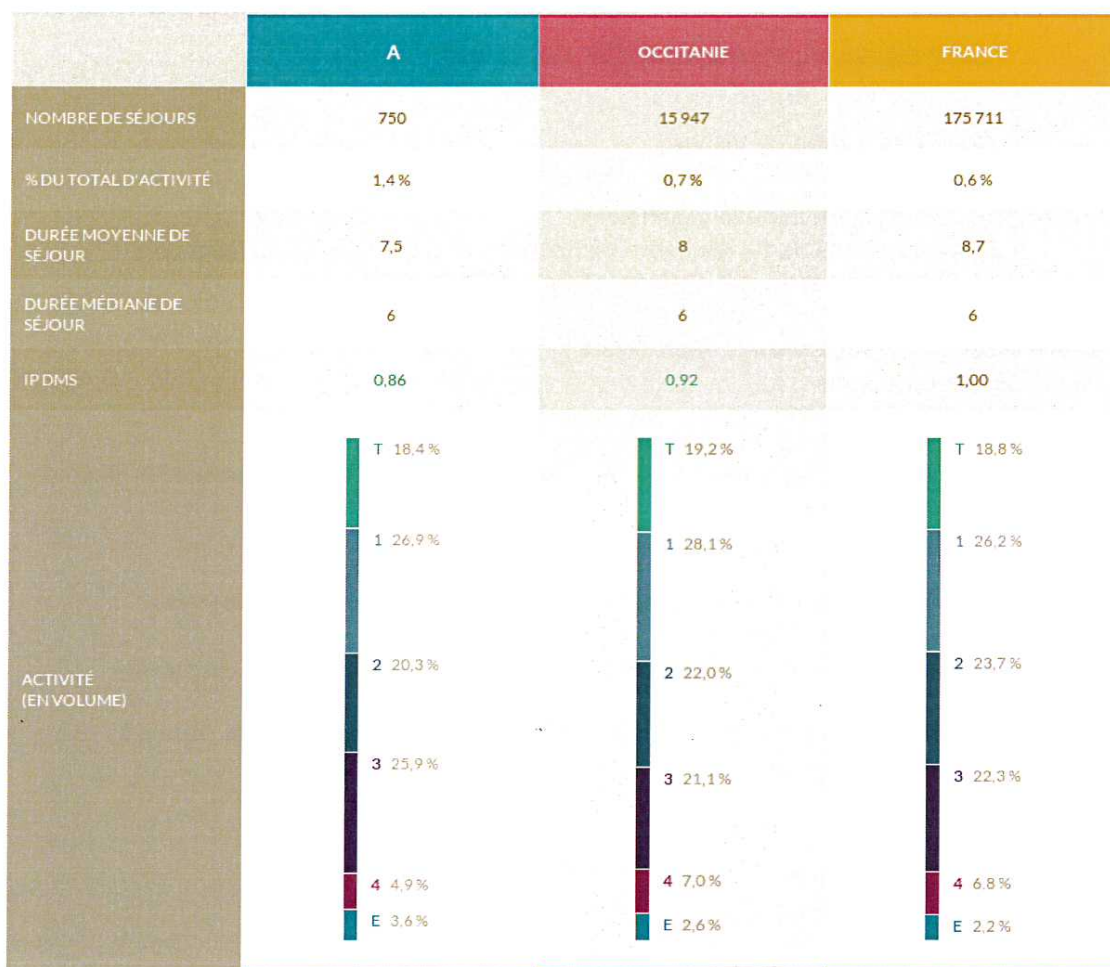 A
OCCITANIE
FRANCE
NOMBRE DE SÉJOURS
750
15 947
175 711
% DU TOTAL D'ACTIVITÉ
1,4 %
0,7 %
0,6 %
DURÉE MOYENNE DE
SÉJOUR
7,5
8
8,7
DURÉE MÉDIANE DE
SÉJOUR
6
6
6
IP DMS
0,86
0,92
1,00
ACTIVITÉ
(EN VOLUME)
T 18,4 %
1 26,9 %
2 20,3 %
3 25,9 %
4 4,9 %
E 3,6 %
T 19,2 %
1 28,1 %
2 22,0 %
3 21,1 %
4 7,0 %
E 2,6 %
T 18,8 %
1 26,2 %
2 23,7 %
3 22,3 %
4 6,8 %
E 2,2 %